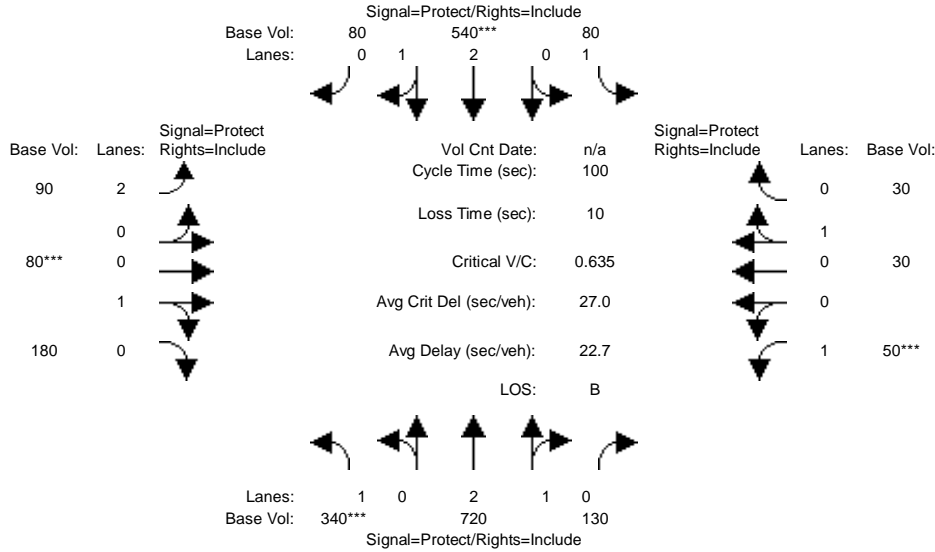 Signal=Protect/Rights=Include
Base Vol: 80 540*** 80
Lanes: 0 1 2 0 1
Signal=Protect
Base Vol: Lanes: Rights=Include
Vol Cnt Date: n/a
Signal=Protect
Rights=Include Lanes: Base Vol:
Cycle Time (sec): 100
90 2
0 30
Loss Time (sec): 10
0
1
80*** 0
Critical V/C: 0.635
0 30
1
Avg Crit Del (sec/veh): 27.0
0
180 0
Avg Delay (sec/veh): 22.7
1 50***
LOS: B
Lanes: 1 0 2 1 0
Base Vol: 340*** 720 130
Signal=Protect/Rights=Include